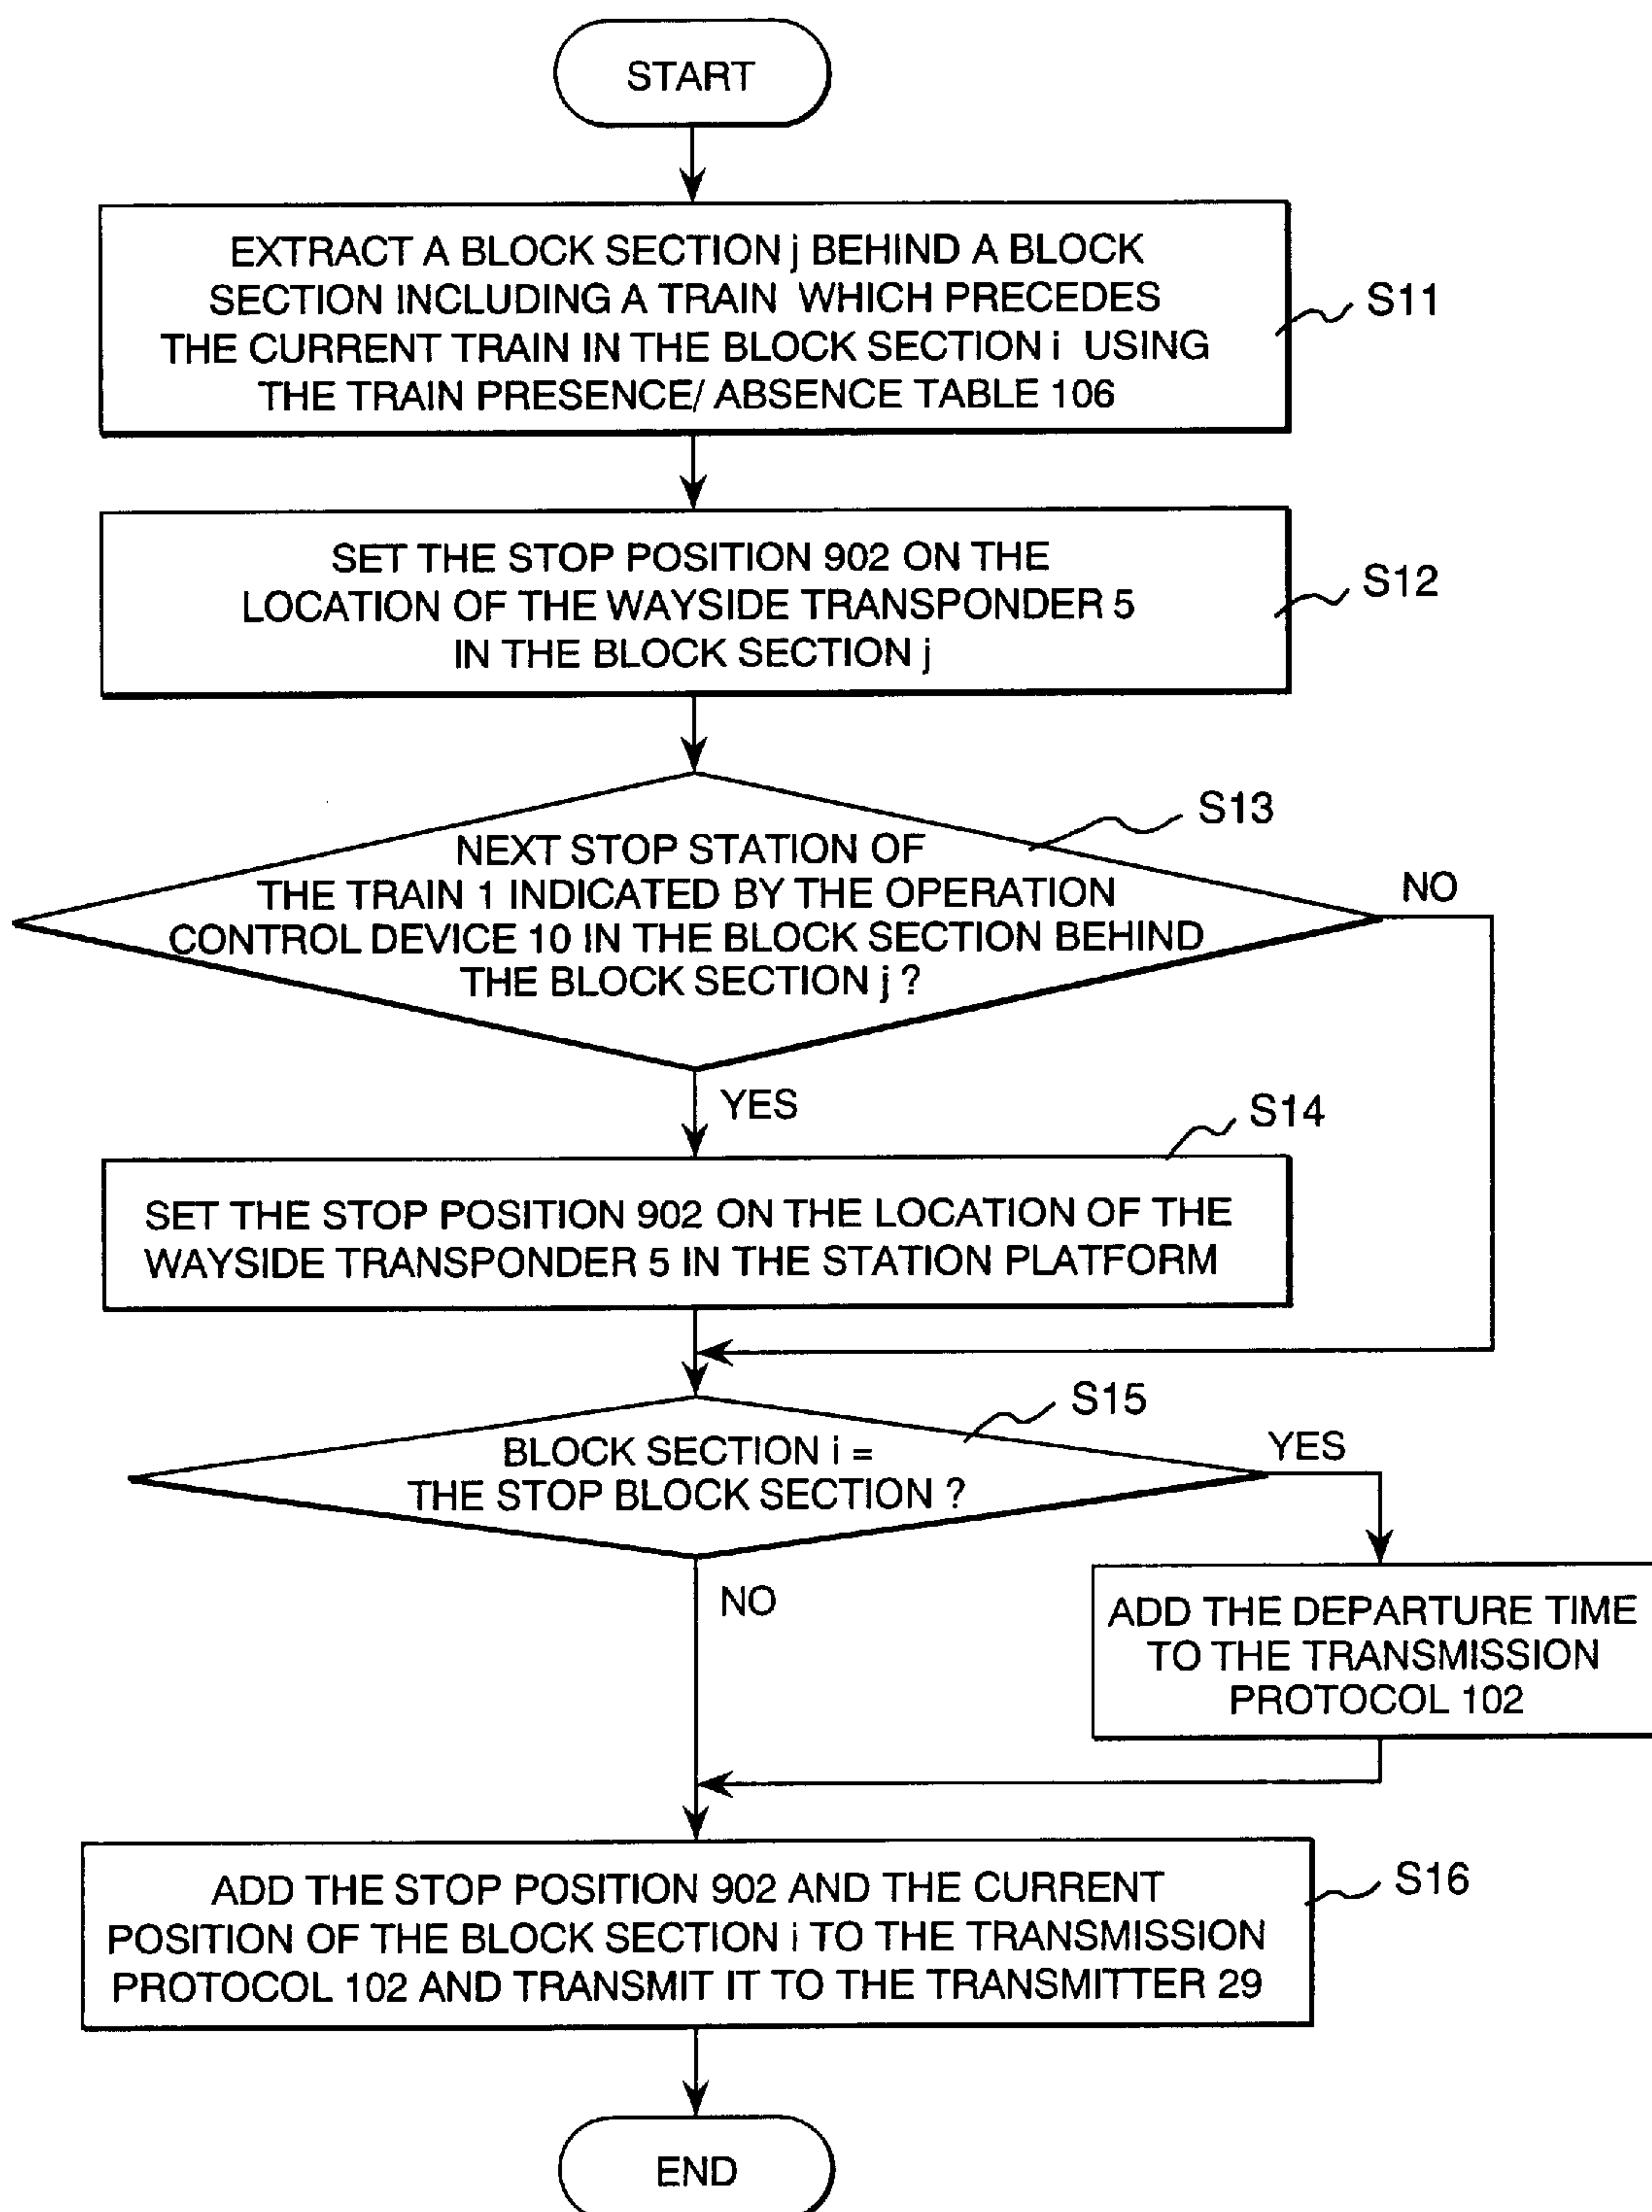 START
EXTRACT A BLOCK SECTION j BEHIND A BLOCK
SECTION INCLUDING A TRAIN WHICH PRECEDES
THE CURRENT TRAIN IN THE BLOCK SECTION i USING
THE TRAIN PRESENCE/ ABSENCE TABLE 106
S11
SET THE STOP POSITION 902 ON THE
LOCATION OF THE WAYSIDE TRANSPONDER 5
IN THE BLOCK SECTION j
S12
S13
NEXT STOP STATION OF
THE TRAIN 1 INDICATED BY THE OPERATION
CONTROL DEVICE 10 IN THE BLOCK SECTION BEHIND
THE BLOCK SECTION j ?
NO
YES
S14
SET THE STOP POSITION 902 ON THE LOCATION OF THE
WAYSIDE TRANSPONDER 5 IN THE STATION PLATFORM
S15
BLOCK SECTION i =
THE STOP BLOCK SECTION ?
YES
NO
ADD THE DEPARTURE TIME
TO THE TRANSMISSION
PROTOCOL 102
ADD THE STOP POSITION 902 AND THE CURRENT
POSITION OF THE BLOCK SECTION i TO THE TRANSMISSION
PROTOCOL 102 AND TRANSMIT IT TO THE TRANSMITTER 29
S16
END